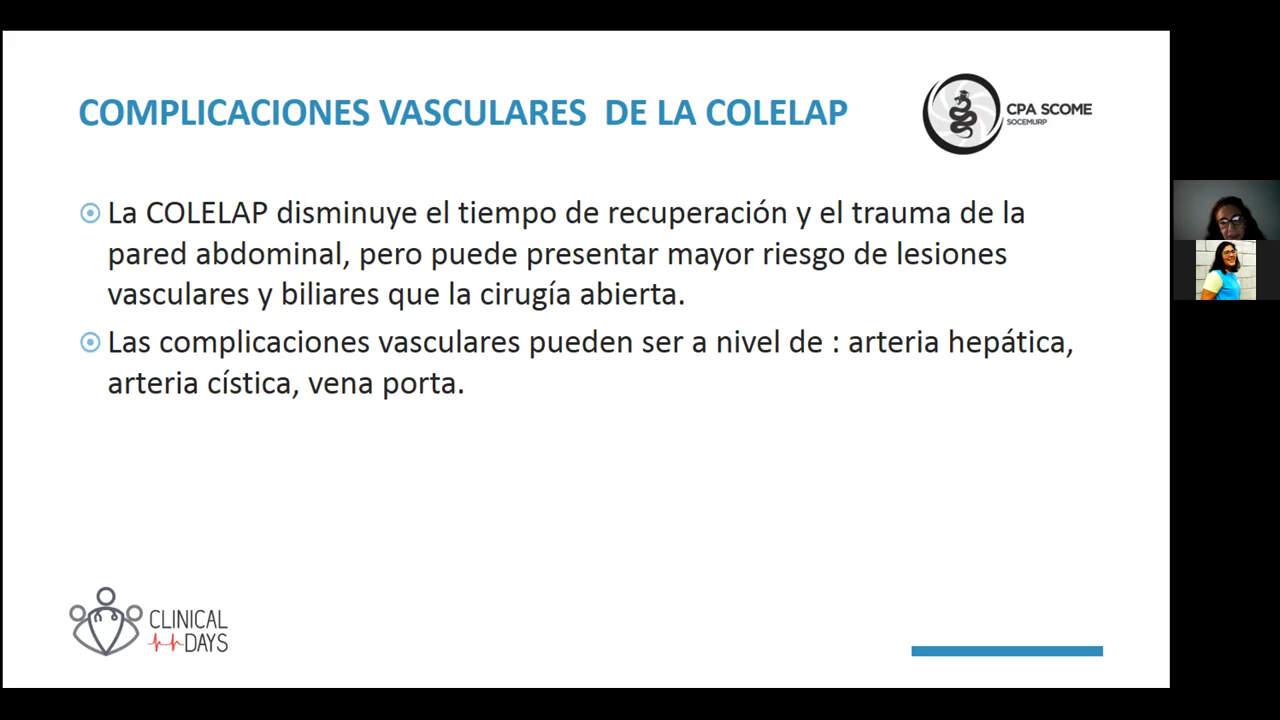 COMPLICACIONES VASCULARES  DE LA COLELAP
CPA SCOME
SOCEMURP
La COLELAP disminuye el tiempo de recuperación y el trauma de la
pared abdominal, pero puede presentar mayor riesgo de lesiones
vasculares y biliares que la cirugía abierta.
Las complicaciones vasculares pueden ser a nivel de : arteria hepática,
arteria cística, vena porta.
CLINICAL
DAYS